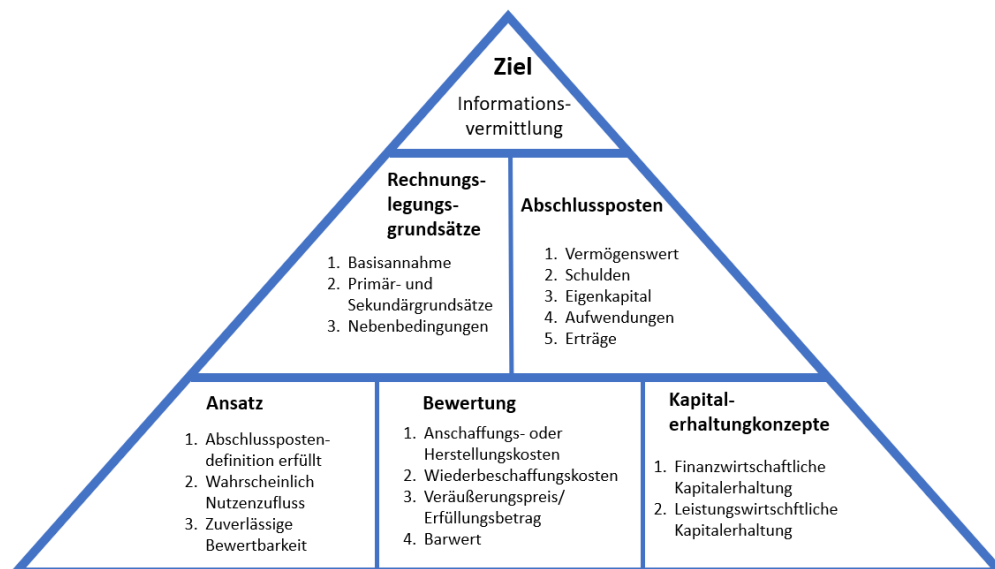 Ziel
Informations-
vermittlung
Rechnungs-
legungs-
grundsätze
1. Basisannahme
2. Primär- und
Sekundärgrundsätze
3. Nebenbedingungen
Abschlussposten
1. Vermögenswert
2. Schulden
3. Eigenkapital
4. Aufwendungen
5. Erträge
Ansatz
1. Abschlussposten-
definition erfüllt
2. Wahrscheinlich
Nutzenzufluss
3. Zuverlässige
Bewertbarkeit
Bewertung
1. Anschaffungs- oder
Herstellungskosten
2. Wiederbeschaffungskosten
3. Veräußerungspreis/
Erfüllungsbetrag
4. Barwert
Kapital-
erhaltungkonzepte
1. Finanzwirtschaftliche
Kapitalerhaltung
2. Leistungswirtschftliche
Kapitalerhaltung